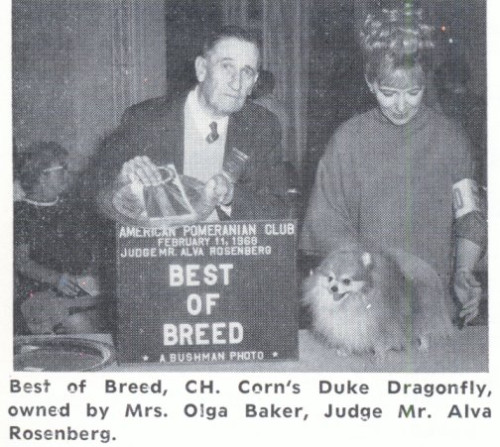 AMERICAN POMERANIAN CLUB
FEBRUARY 11, 1968
JUDGE MR. ALVA ROSENBERG
BEST
OF
BREED
★ A BUSHMAN PHOTO ★
Best of Breed, CH. Corn's Duke Dragonfly,
owned by Mrs. Olga Baker, Judge Mr. Alva
Rosenberg.